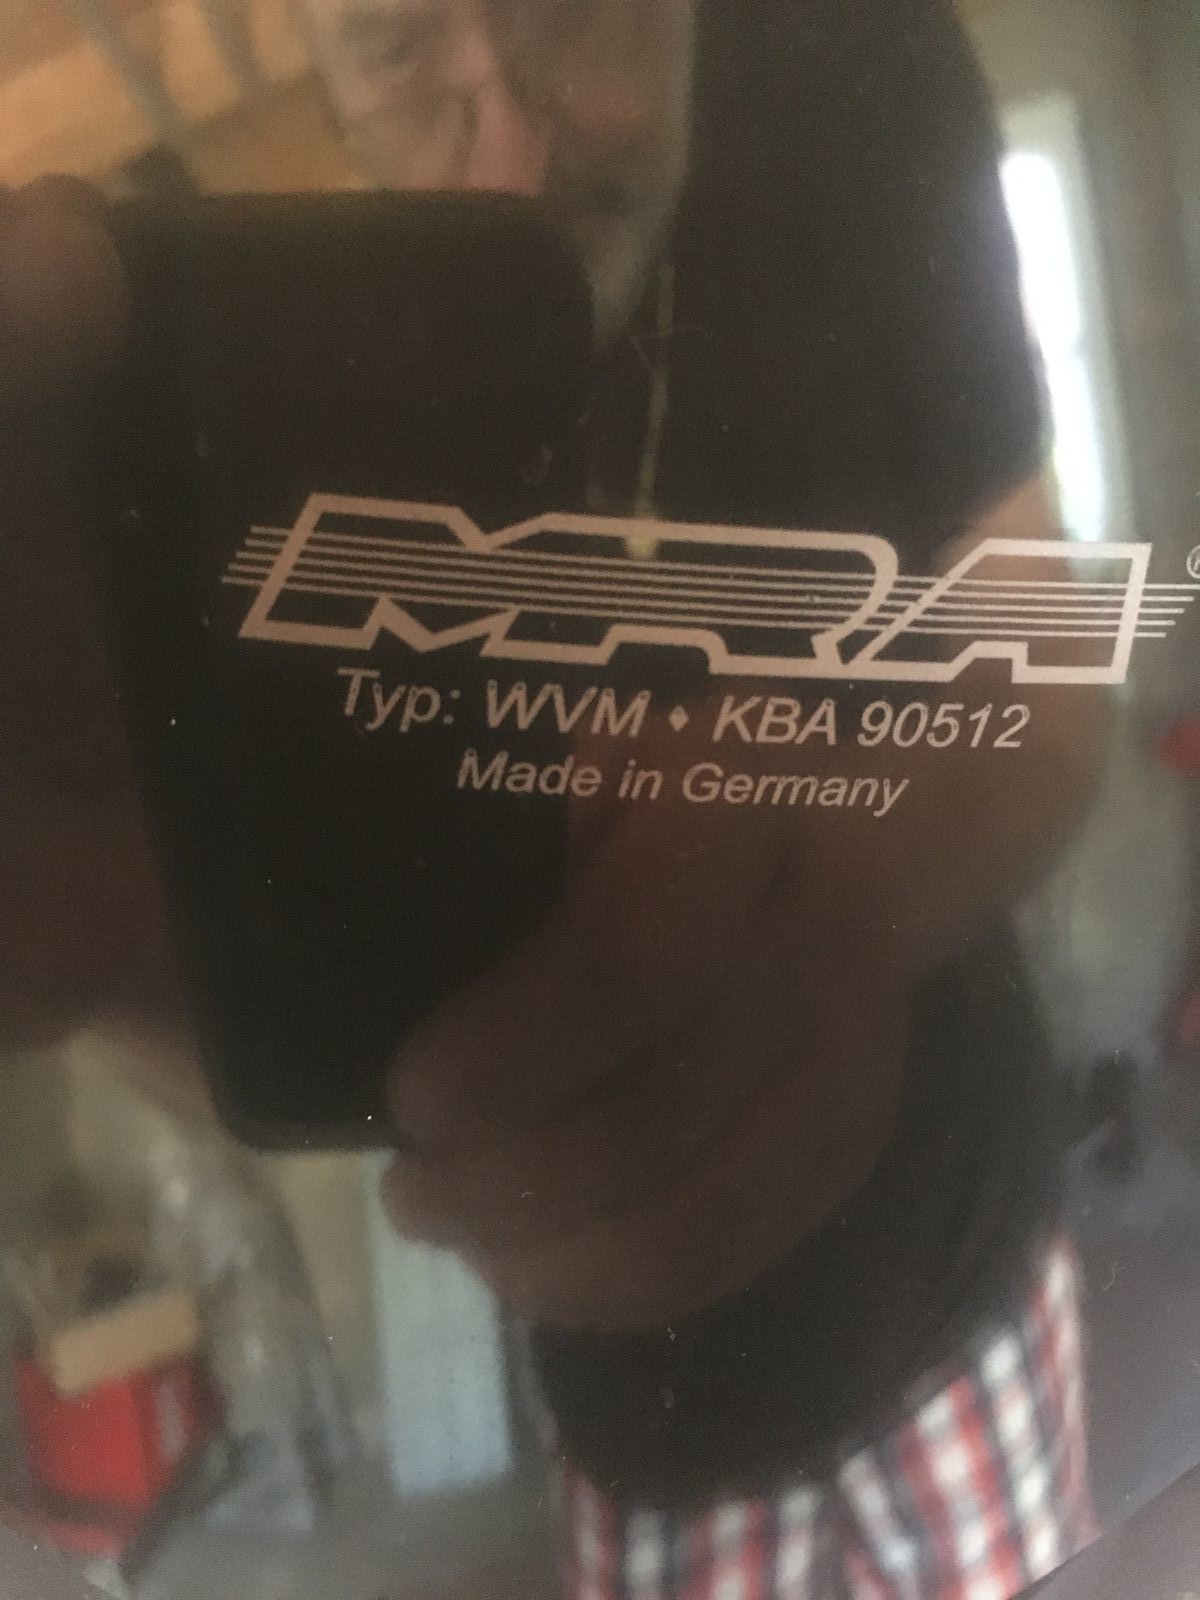 MRA®
Typ: WVM ♦ KBA 90512
Made in Germany